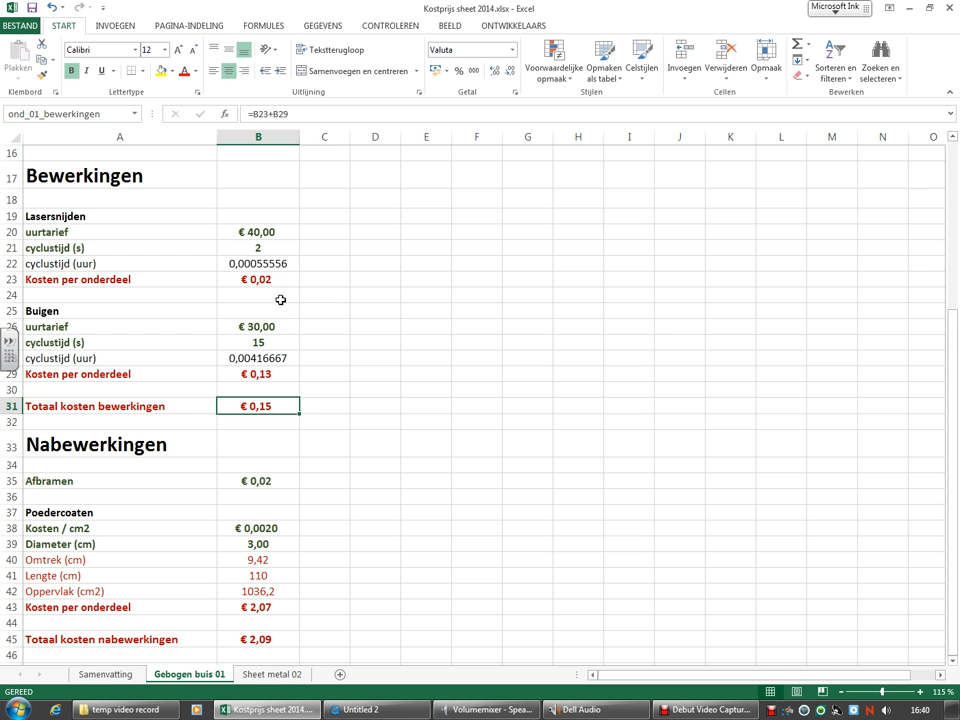 Kostprijs sheet 2014.xlsx - Excel
Microsoft Ink
BESTAND START INVOEGEN PAGINA-INDELING FORMULES GEGEVENS CONTROLEREN BEELD ONTWIKKELAARS
Plakken
Klembord
Calibri 12
B I U
Lettertype
Tekstterugloop
Samenvoegen en centreren
Uitlijning
Valuta
% 000
Getal
Voorwaardelijke opmaak
Opmaken als tabel
Celstijlen
Stijlen
Invoegen Verwijderen Opmaak
Cellen
Sorteren en filteren
Zoeken en selecteren
Bewerken
ond_01_bewerkingen fx =B23+B29
A B C D E F G H I J K L M N O
16
17 Bewerkingen
18
19 Lasersnijden
20 uurtarief € 40,00
21 cyclustijd (s) 2
22 cyclustijd (uur) 0,00055556
23 Kosten per onderdeel € 0,02
24
25 Buigen
26 uurtarief € 30,00
cyclustijd (s) 15
cyclustijd (uur) 0,00416667
29 Kosten per onderdeel € 0,13
30
31 Totaal kosten bewerkingen € 0,15
32
33 Nabewerkingen
34
35 Aframen € 0,02
36
37 Poedercoaten
38 Kosten / cm2 € 0,0020
39 Diameter (cm) 3,00
40 Omtrek (cm) 9,42
41 Lengte (cm) 110
42 Oppervlak (cm2) 1036,2
43 Kosten per onderdeel € 2,07
44
45 Totaal kosten nabewerkingen € 2,09
46
Samenvatting Gebogen buis 01 Sheet metal 02
GEREED 115 %
temp video record Kostprijs sheet 2014.... Untitled 2 Volumemixer - Spea... Dell Audio Debut Video Captur... 16:40